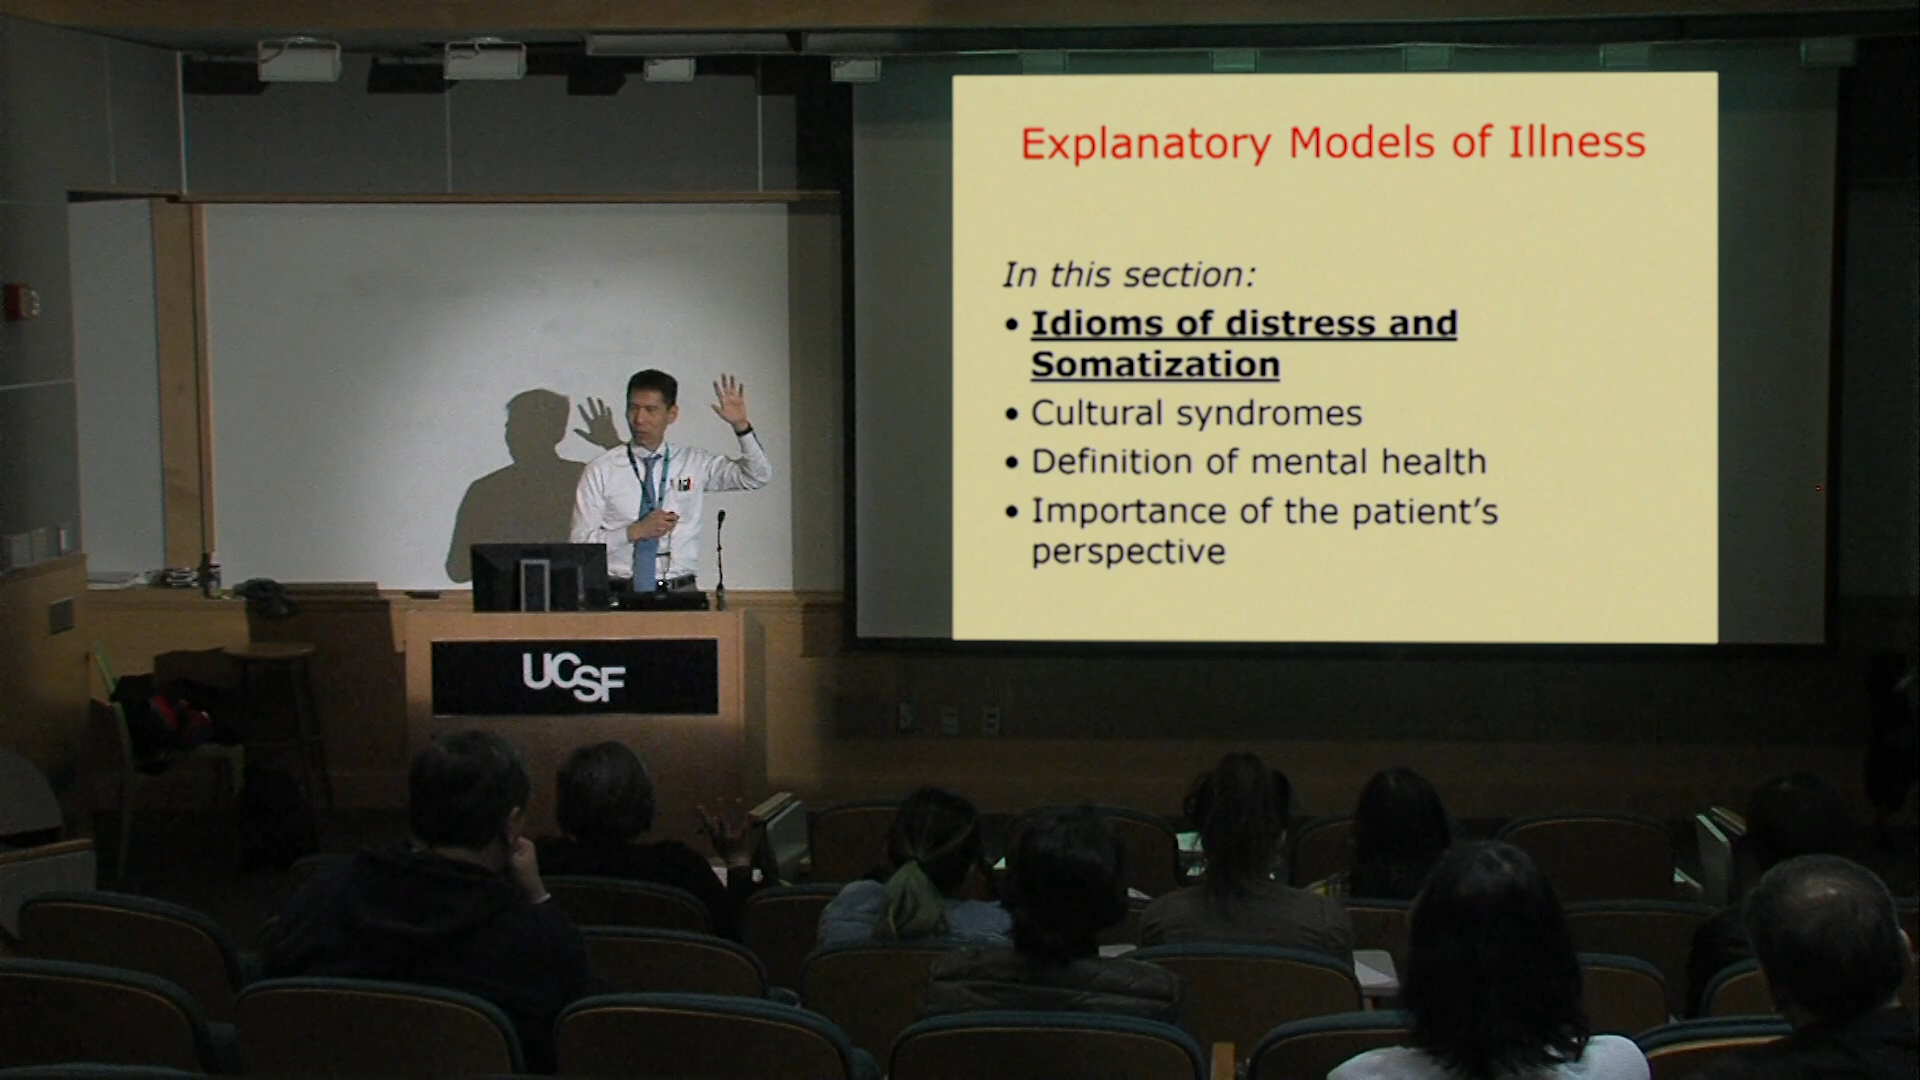 Explanatory Models of Illness
In this section:
• Idioms of distress and
Somatization
• Cultural syndromes
• Definition of mental health
• Importance of the patient’s
perspective
UCSF